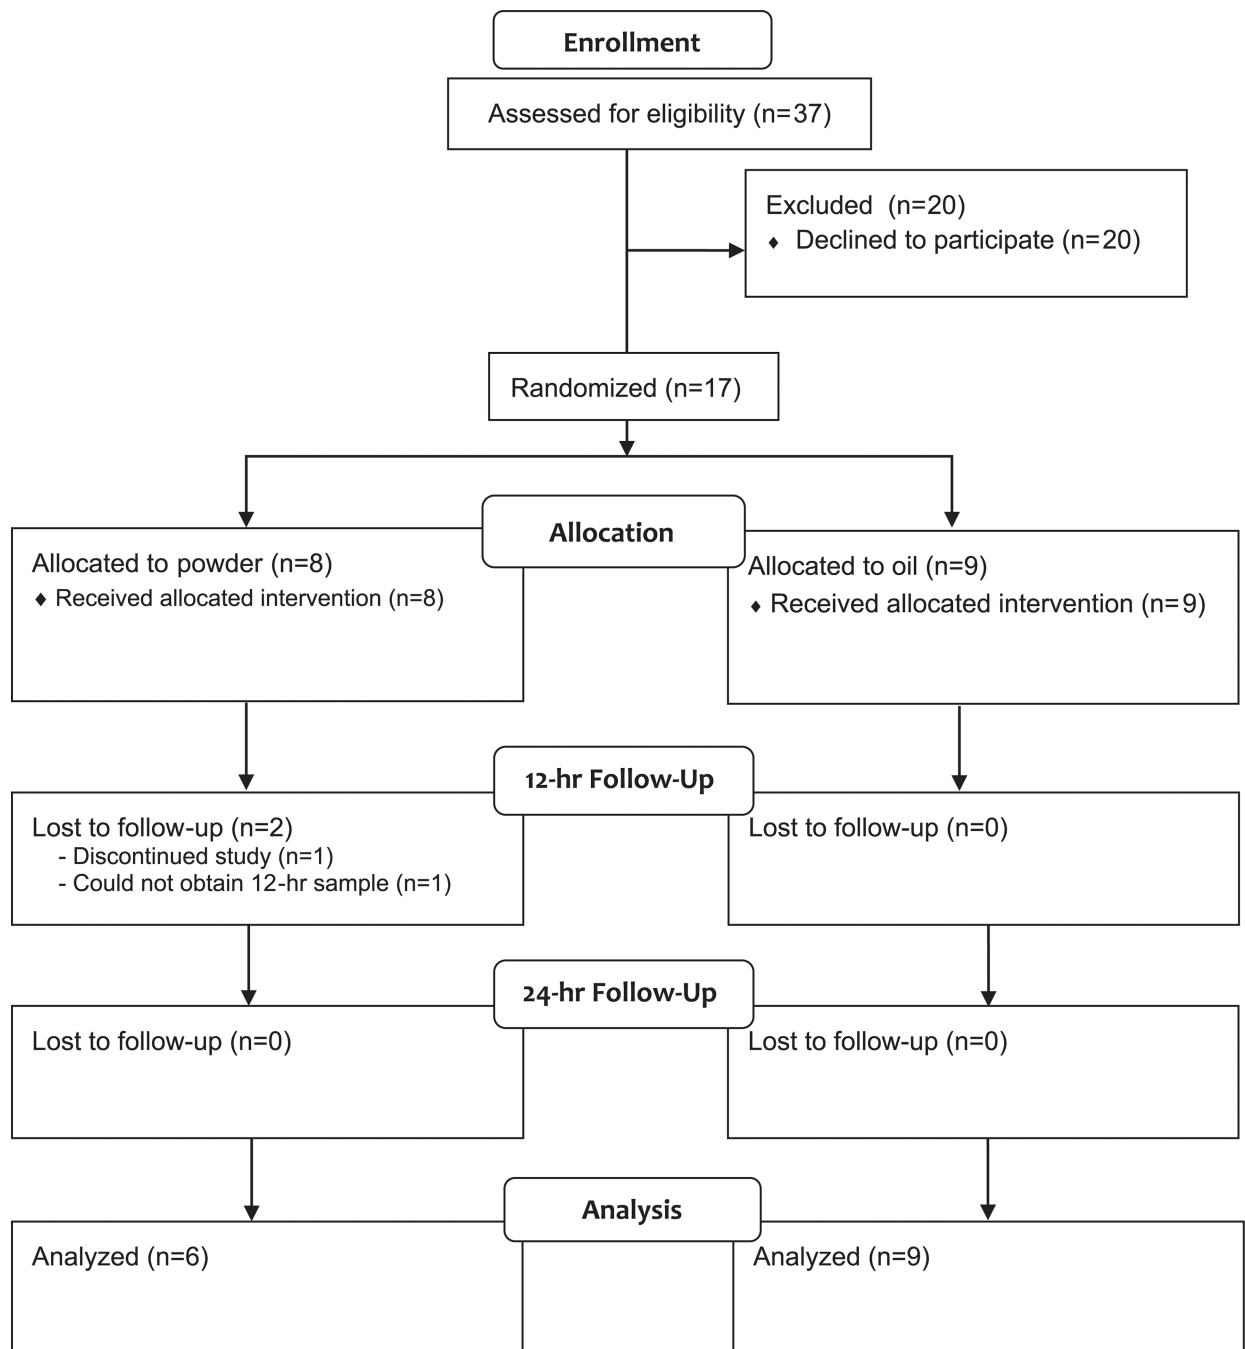 Enrollment
Assessed for eligibility (n=37)
Excluded (n=20)
♦ Declined to participate (n=20)
Randomized (n=17)
Allocation
Allocated to powder (n=8)
♦ Received allocated intervention (n=8)
Allocated to oil (n=9)
♦ Received allocated intervention (n=9)
12-hr Follow-Up
Lost to follow-up (n=2)
- Discontinued study (n=1)
- Could not obtain 12-hr sample (n=1)
Lost to follow-up (n=0)
24-hr Follow-Up
Lost to follow-up (n=0)
Lost to follow-up (n=0)
Analysis
Analyzed (n=6)
Analyzed (n=9)